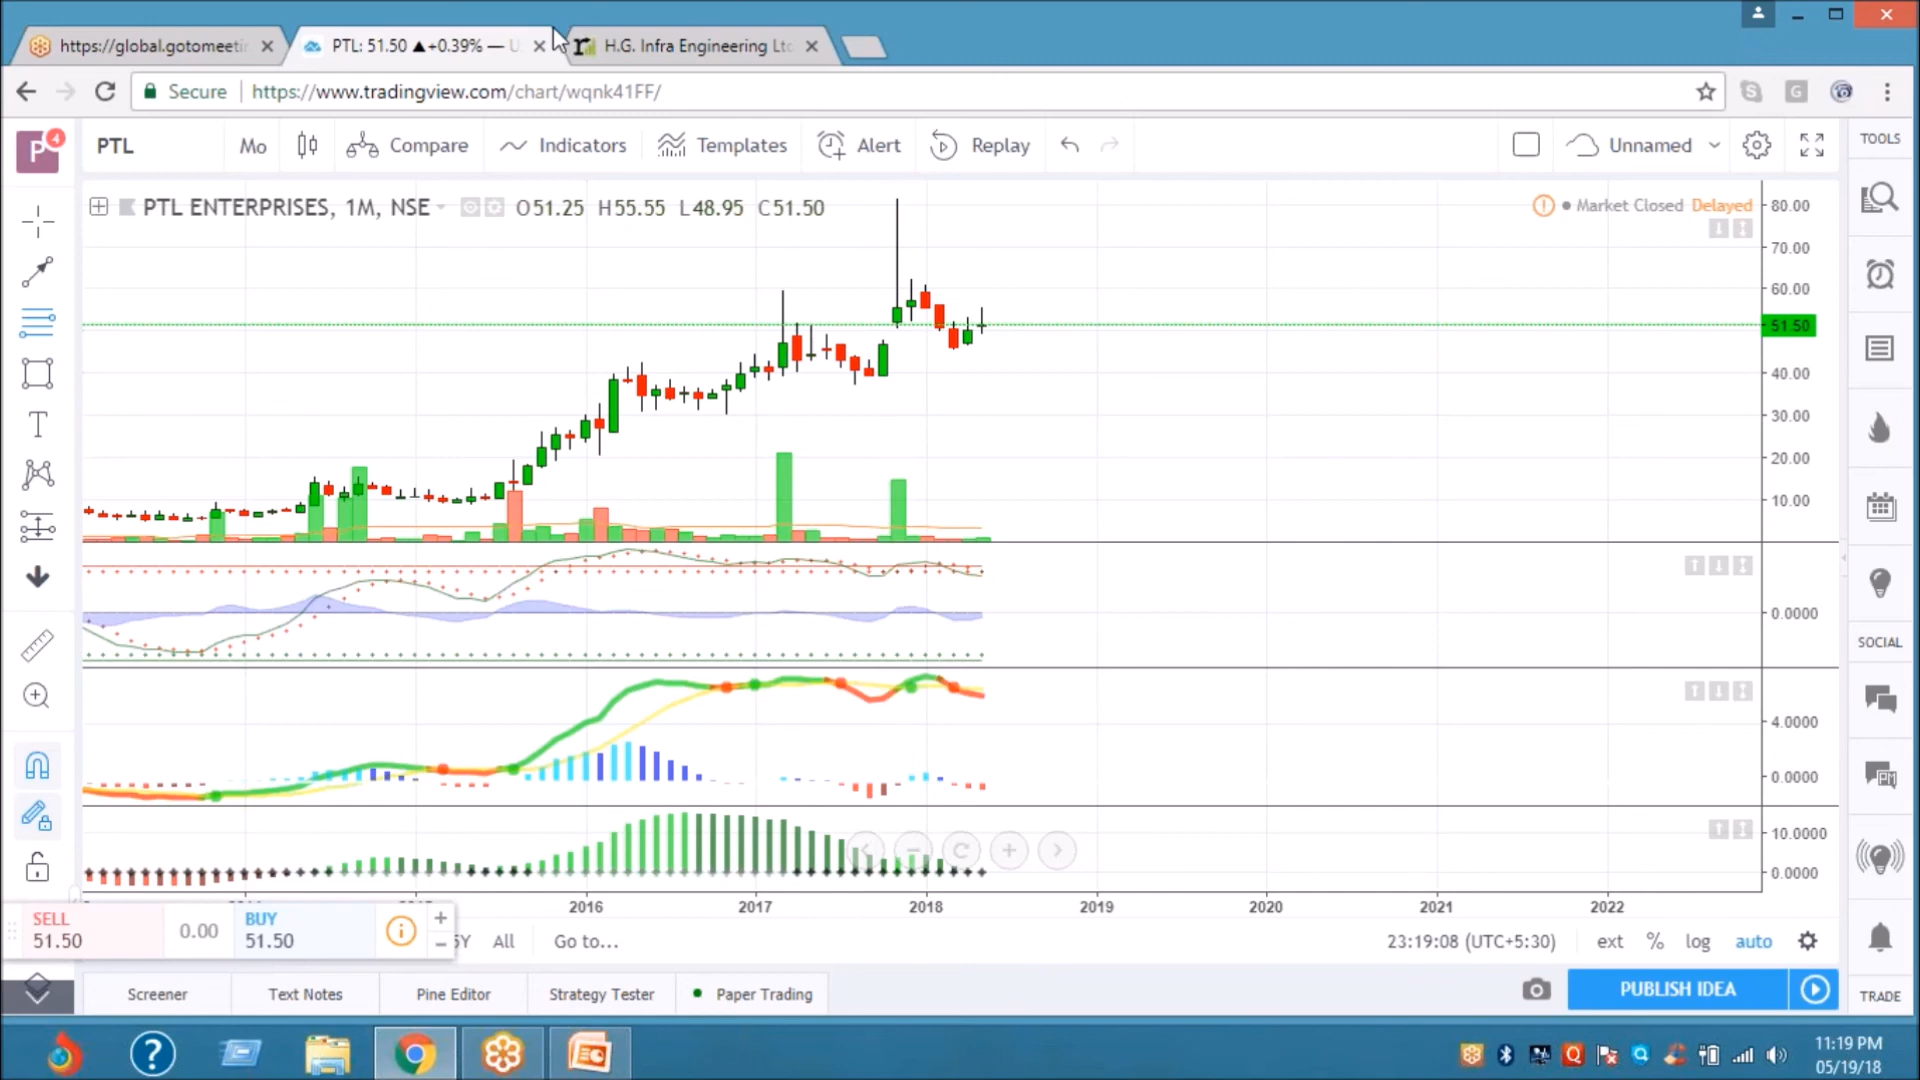 https://global.gotomeeti
PTL: 51.50 ▲+0.39% — U
H.G. Infra Engineering Ltd
Secure
https://www.tradingview.com/chart/wqnk41FF/
P 4
PTL
Mo
Compare
Indicators
Templates
Alert
Replay
Unnamed
TOOLS
PTL ENTERPRISES, 1M, NSE
O51.25 H55.55 L48.95 C51.50
Market Closed Delayed
80.00
70.00
60.00
51.50
40.00
30.00
20.00
10.00
0.0000
SOCIAL
4.0000
0.0000
10.0000
0.0000
2016
2017
2018
2019
2020
2021
2022
SELL
51.50
0.00
BUY
51.50
5Y
All
Go to...
23:19:08 (UTC+5:30)
ext
%
log
auto
Screener
Text Notes
Pine Editor
Strategy Tester
Paper Trading
PUBLISH IDEA
TRADE
11:19 PM
05/19/18